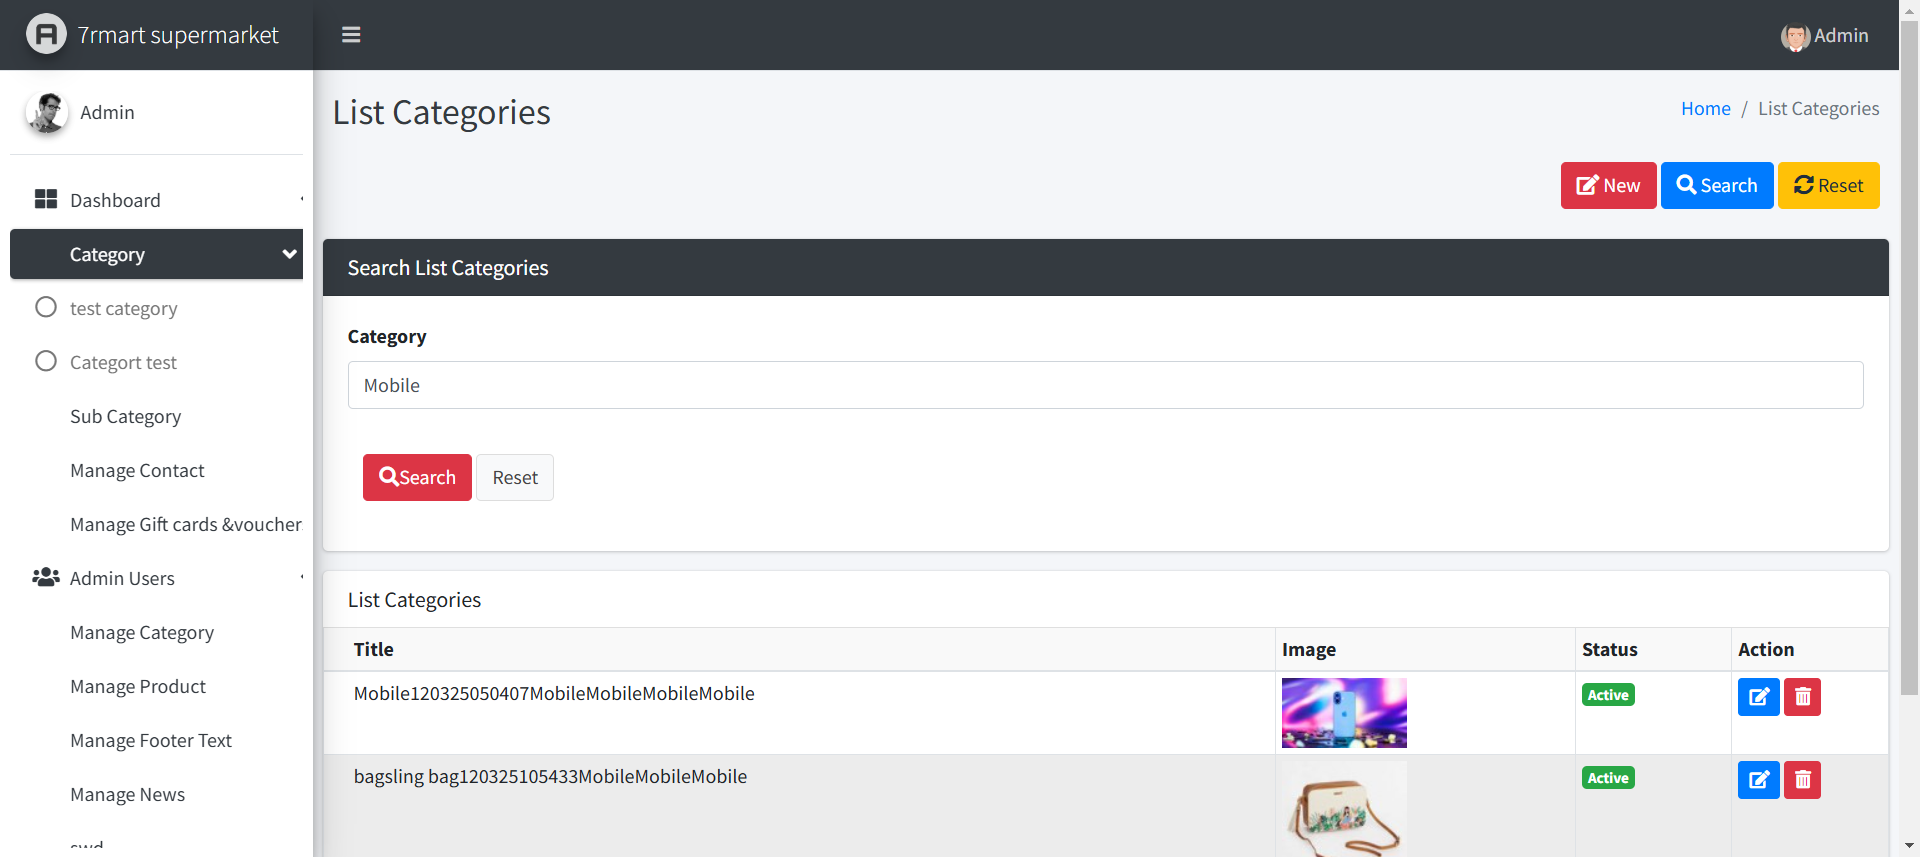 7rmart supermarket
Admin
Admin
List Categories
Home / List Categories
New Search Reset
Dashboard
Category
test category
Categort test
Sub Category
Manage Contact
Manage Gift cards &voucher
Admin Users
Manage Category
Manage Product
Manage Footer Text
Manage News
Search List Categories
Category
Mobile
Search Reset
List Categories
Title Image Status Action
Mobile120325050407MobileMobileMobileMobile Active
bagsling bag120325105433MobileMobileMobile Active